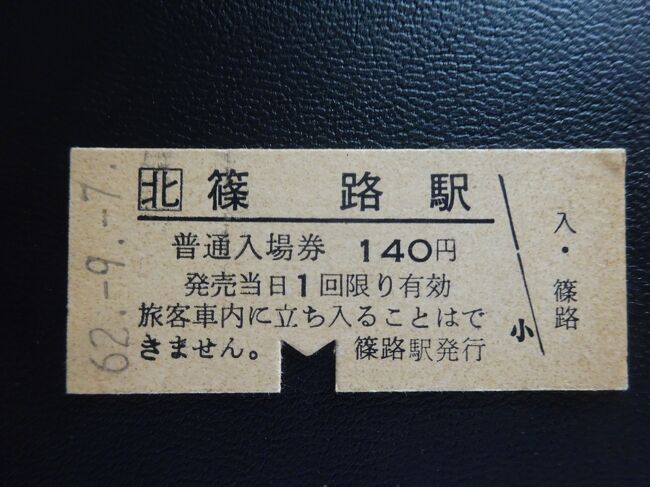 62.-9.-7.
北 篠路駅
普通入場券 140円
発売当日1回限り有効
旅客車内に立ち入ることはで
きません。 篠路駅発行
小
入・篠路